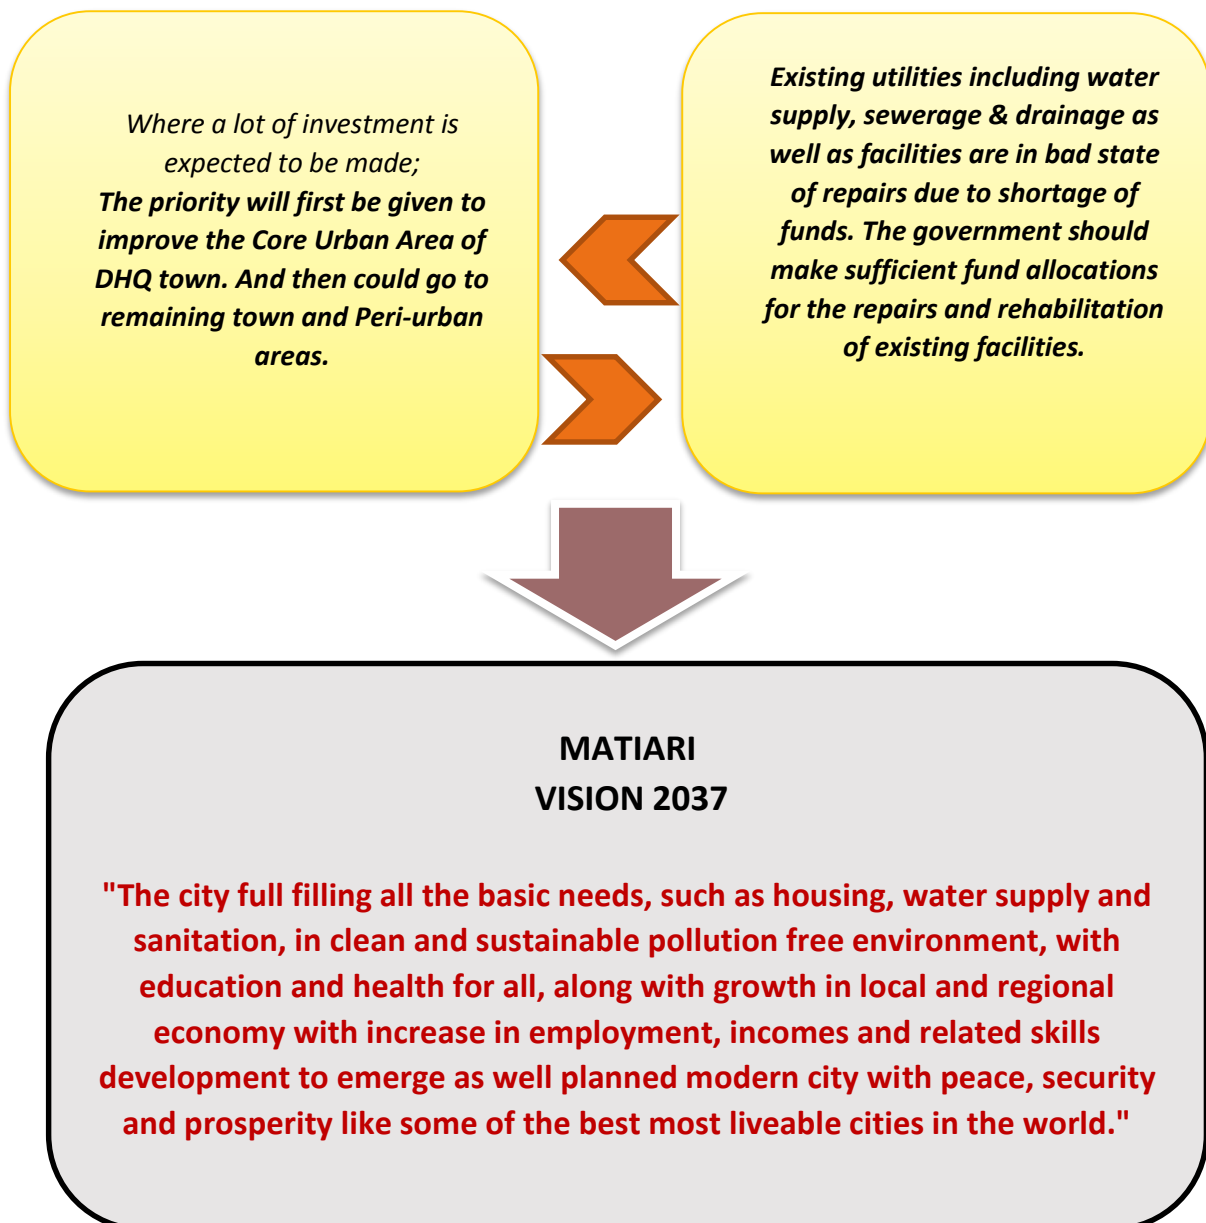 Where a lot of investment is
expected to be made;
The priority will first be given to
improve the Core Urban Area of
DHQ town. And then could go to
remaining town and Peri-urban
areas.
Existing utilities including water
supply, sewerage & drainage as
well as facilities are in bad state
of repairs due to shortage of
funds. The government should
make sufficient fund allocations
for the repairs and rehabilitation
of existing facilities.
MATIARI
VISION 2037
"The city full filling all the basic needs, such as housing, water supply and
sanitation, in clean and sustainable pollution free environment, with
education and health for all, along with growth in local and regional
economy with increase in employment, incomes and related skills
development to emerge as well planned modern city with peace, security
and prosperity like some of the best most liveable cities in the world."